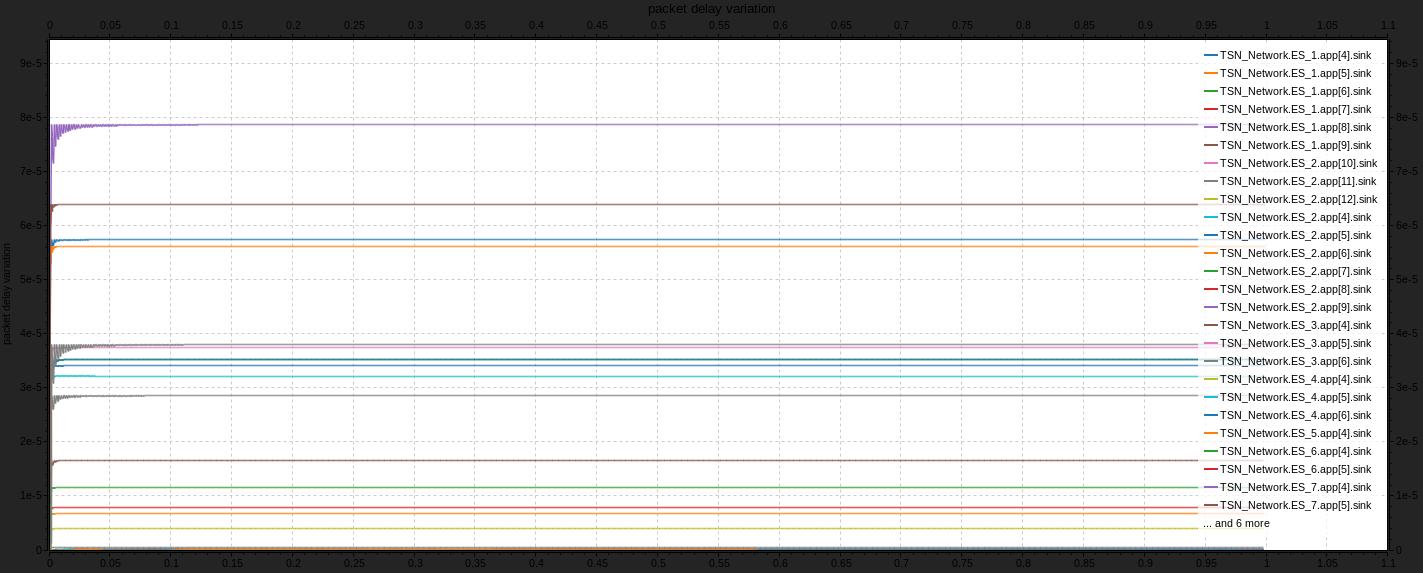 packet delay variation
0 0.05 0.1 0.15 0.2 0.25 0.3 0.35 0.4 0.45 0.5 0.55 0.6 0.65 0.7 0.75 0.8 0.85 0.9 0.95 1 1.05 1.1
packet delay variation
9e-5 9e-5
8e-5 8e-5
7e-5 7e-5
6e-5 6e-5
5e-5 5e-5
4e-5 4e-5
3e-5 3e-5
2e-5 2e-5
1e-5 1e-5
0 0
TSN_Network.ES_1.app[4].sink
TSN_Network.ES_1.app[5].sink
TSN_Network.ES_1.app[6].sink
TSN_Network.ES_1.app[7].sink
TSN_Network.ES_1.app[8].sink
TSN_Network.ES_1.app[9].sink
TSN_Network.ES_2.app[10].sink
TSN_Network.ES_2.app[11].sink
TSN_Network.ES_2.app[12].sink
TSN_Network.ES_2.app[4].sink
TSN_Network.ES_2.app[5].sink
TSN_Network.ES_2.app[6].sink
TSN_Network.ES_2.app[7].sink
TSN_Network.ES_2.app[8].sink
TSN_Network.ES_2.app[9].sink
TSN_Network.ES_3.app[4].sink
TSN_Network.ES_3.app[5].sink
TSN_Network.ES_3.app[6].sink
TSN_Network.ES_4.app[4].sink
TSN_Network.ES_4.app[5].sink
TSN_Network.ES_4.app[6].sink
TSN_Network.ES_5.app[4].sink
TSN_Network.ES_6.app[4].sink
TSN_Network.ES_6.app[5].sink
TSN_Network.ES_7.app[4].sink
TSN_Network.ES_7.app[5].sink
... and 6 more
0 0.05 0.1 0.15 0.2 0.25 0.3 0.35 0.4 0.45 0.5 0.55 0.6 0.65 0.7 0.75 0.8 0.85 0.9 0.95 1 1.05 1.1